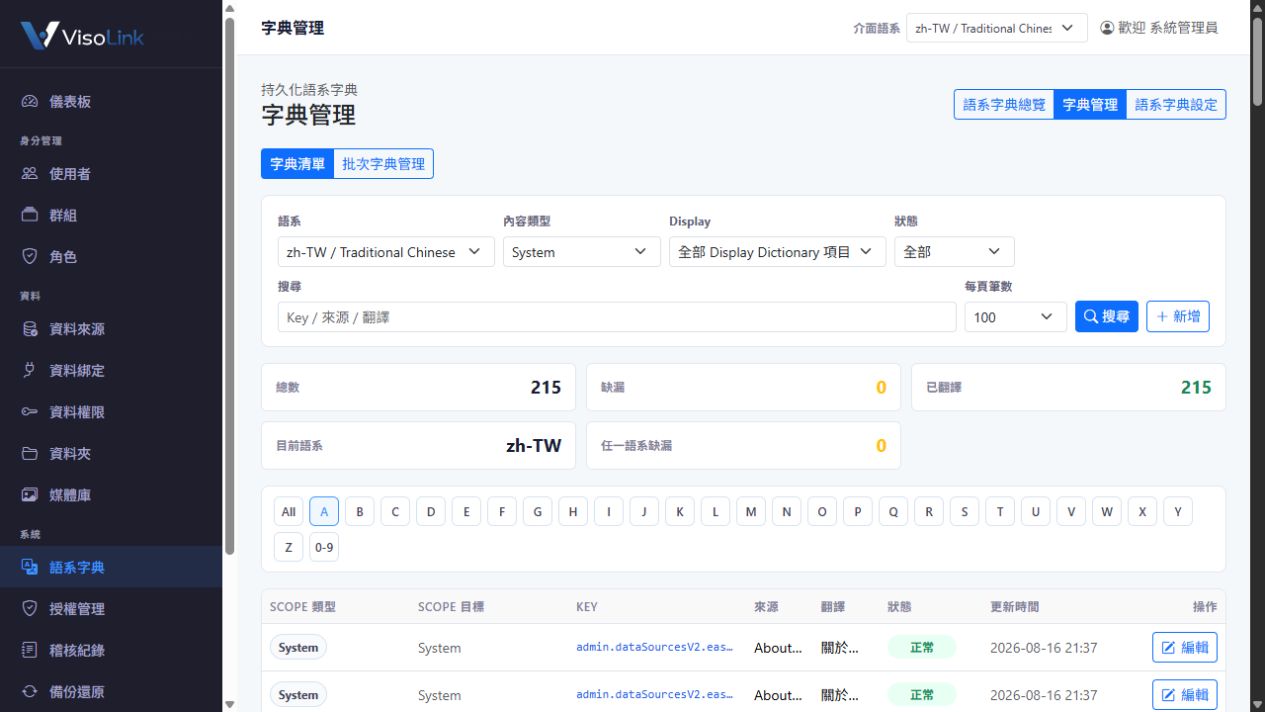 VisoLink
儀表板
身分管理
使用者
群組
角色
資料
資料來源
資料綁定
資料權限
資料夾
媒體庫
系統
語系字典
授權管理
稽核紀錄
備份還原
字典管理
介面語系 zh-TW / Traditional Chines 歡迎 系統管理員
持久化語系字典
字典管理
語系字典總覽 字典管理 語系字典設定
字典清單 批次字典管理
語系 內容類型 Display 狀態
zh-TW / Traditional Chinese System 全部 Display Dictionary 項目 全部
搜尋 每頁筆數
Key / 來源 / 翻譯 100 搜尋 新增
總數 215 缺漏 0 已翻譯 215
目前語系 zh-TW 任一語系缺漏 0
All A B C D E F G H I J K L M N O P Q R S T U V W X Y
Z 0-9
SCOPE 類型 SCOPE 目標 KEY 來源 翻譯 狀態 更新時間 操作
System System admin.dataSourcesV2.eas… About… 關於… 正常 2026-08-16 21:37 編輯
System System admin.dataSourcesV2.eas… About… 關於… 正常 2026-08-16 21:37 編輯